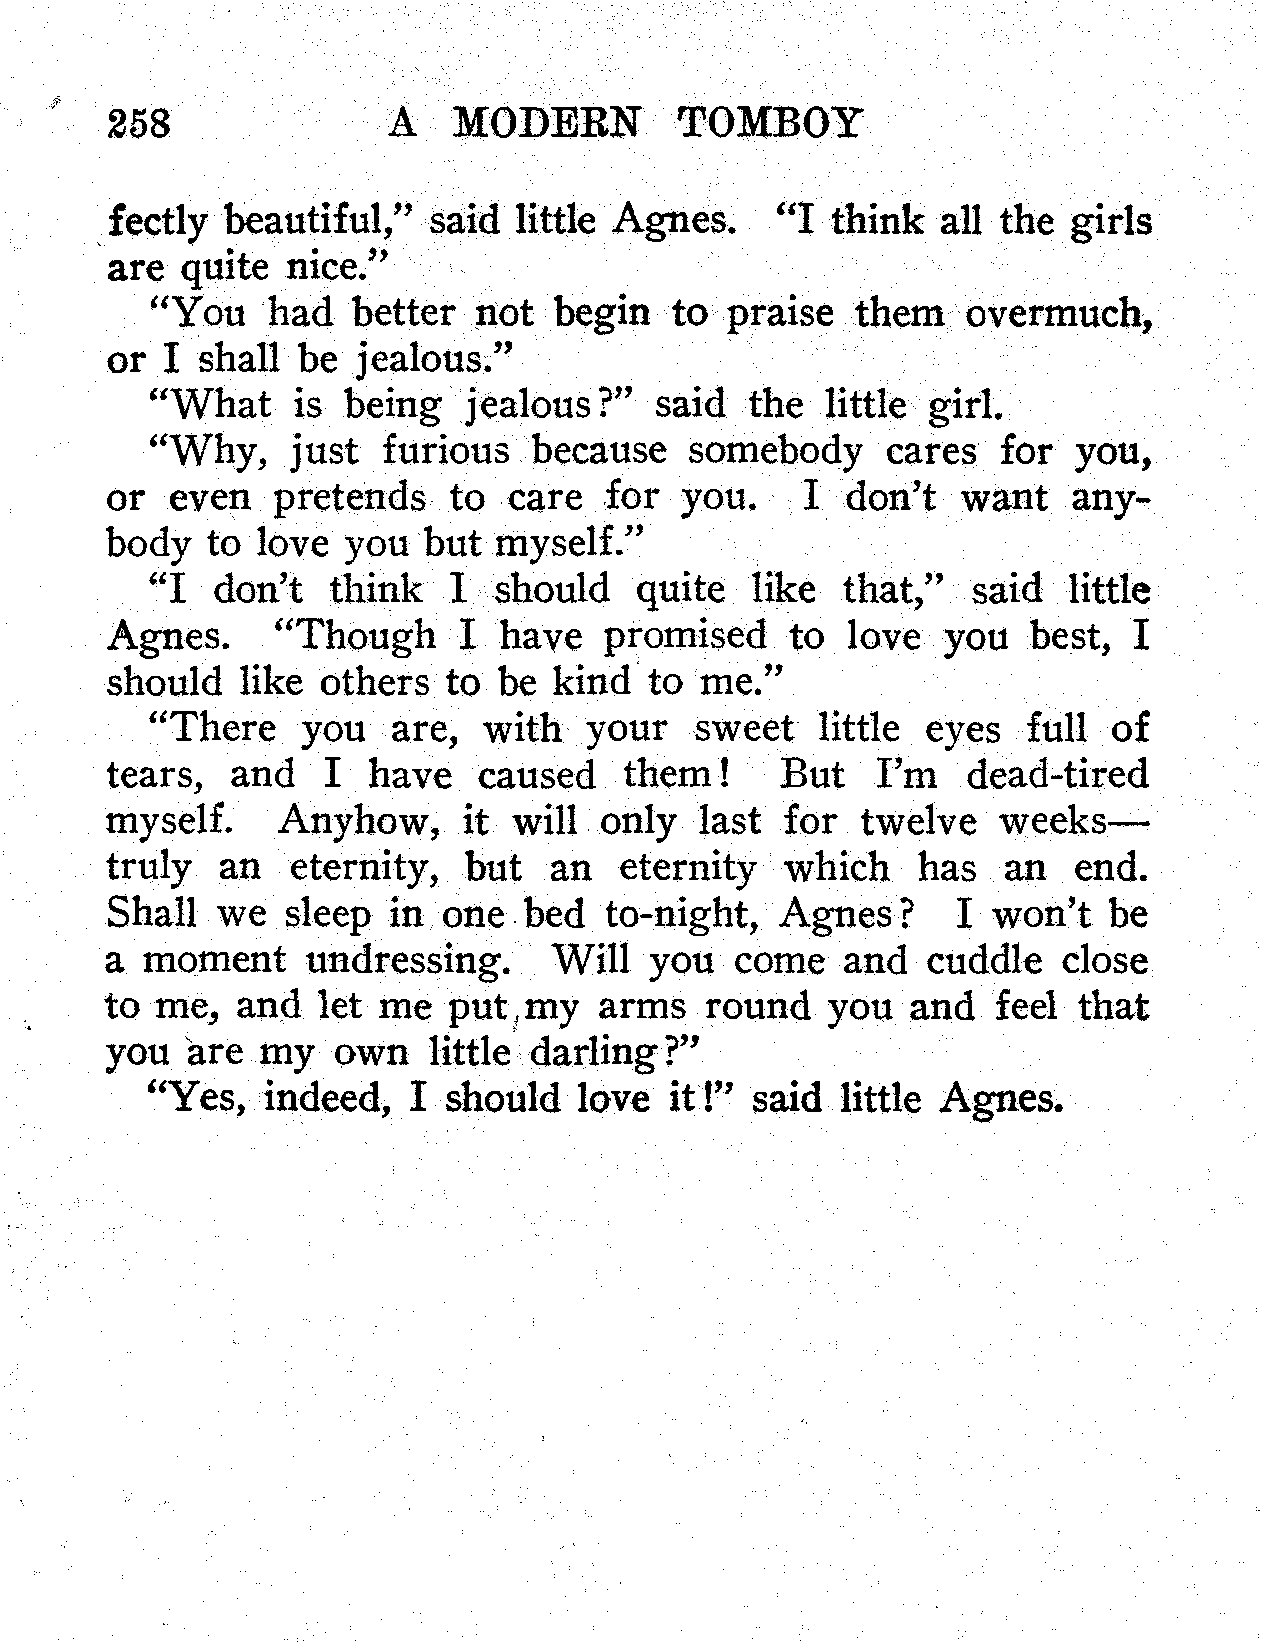 258 A MODERN TOMBOY
fectly beautiful,” said little Agnes. “I think all the girls
are quite nice.”
“You had better not begin to praise them overmuch,
or I shall be jealous.”
“What is being jealous?” said the little girl.
“Why, just furious because somebody cares for you,
or even pretends to care for you. I don’t want any-
body to love you but myself.”
“I don’t think I should quite like that,” said little
Agnes. “Though I have promised to love you best, I
should like others to be kind to me.”
“There you are, with your sweet little eyes full of
tears, and I have caused them! But I’m dead-tired
myself. Anyhow, it will only last for twelve weeks—
truly an eternity, but an eternity which has an end.
Shall we sleep in one bed to-night, Agnes? I won’t be
a moment undressing. Will you come and cuddle close
to me, and let me put my arms round you and feel that
you are my own little darling?”
“Yes, indeed, I should love it!” said little Agnes.